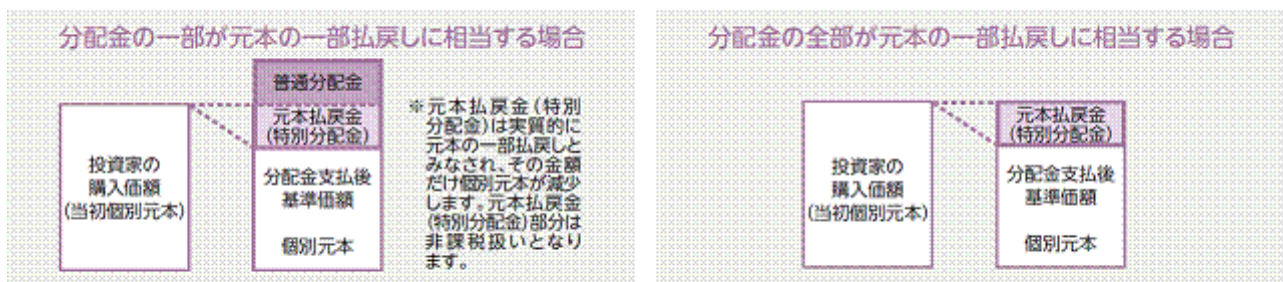 分配金の一部が元本の一部払戻しに相当する場合
普通分配金
元本払戻金
(特別分配金)
投資家の
購入価額
(当初個別元本)
分配金支払後
基準価額
個別元本
※元本払戻金(特別
分配金)は実質的に
元本の一部払戻しと
みなされ、その金額
だけ個別元本が減少
します。元本払戻金
(特別分配金)部分は
非課税扱いとなり
ます。
分配金の全部が元本の一部払戻しに相当する場合
元本払戻金
(特別分配金)
投資家の
購入価額
(当初個別元本)
分配金支払後
基準価額
個別元本